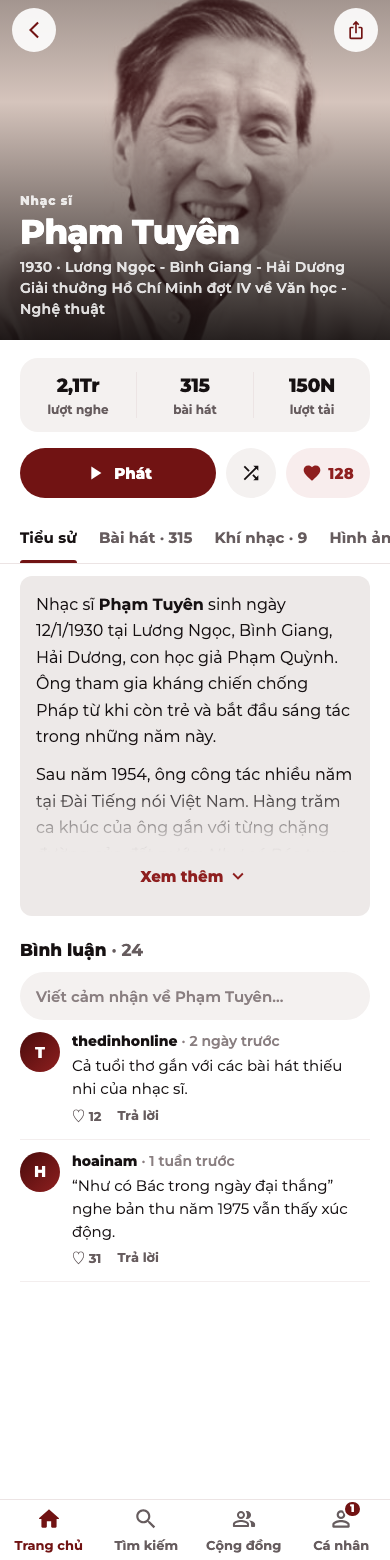 Nhạc sĩ
Phạm Tuyên
1930 · Lương Ngọc - Bình Giang - Hải Dương
Giải thưởng Hồ Chí Minh đợt IV về Văn học -
Nghệ thuật
2,1Tr
lượt nghe
315
bài hát
150N
lượt tải
Phát
128
Tiểu sử
Bài hát · 315
Khí nhạc · 9
Hình ản
Nhạc sĩ Phạm Tuyên sinh ngày
12/1/1930 tại Lương Ngọc, Bình Giang,
Hải Dương, con học giả Phạm Quỳnh.
Ông tham gia kháng chiến chống
Pháp từ khi còn trẻ và bắt đầu sáng tác
trong những năm này.
Sau năm 1954, ông công tác nhiều năm
tại Đài Tiếng nói Việt Nam. Hàng trăm
ca khúc của ông gắn với từng chặng
Xem thêm
Bình luận · 24
Viết cảm nhận về Phạm Tuyên...
T
thedinhonline · 2 ngày trước
Cả tuổi thơ gắn với các bài hát thiếu
nhi của nhạc sĩ.
♡ 12 Trả lời
H
hoainam · 1 tuần trước
“Như có Bác trong ngày đại thắng”
nghe bản thu năm 1975 vẫn thấy xúc
động.
♡ 31 Trả lời
Trang chủ
Tìm kiếm
Cộng đồng
1
Cá nhân